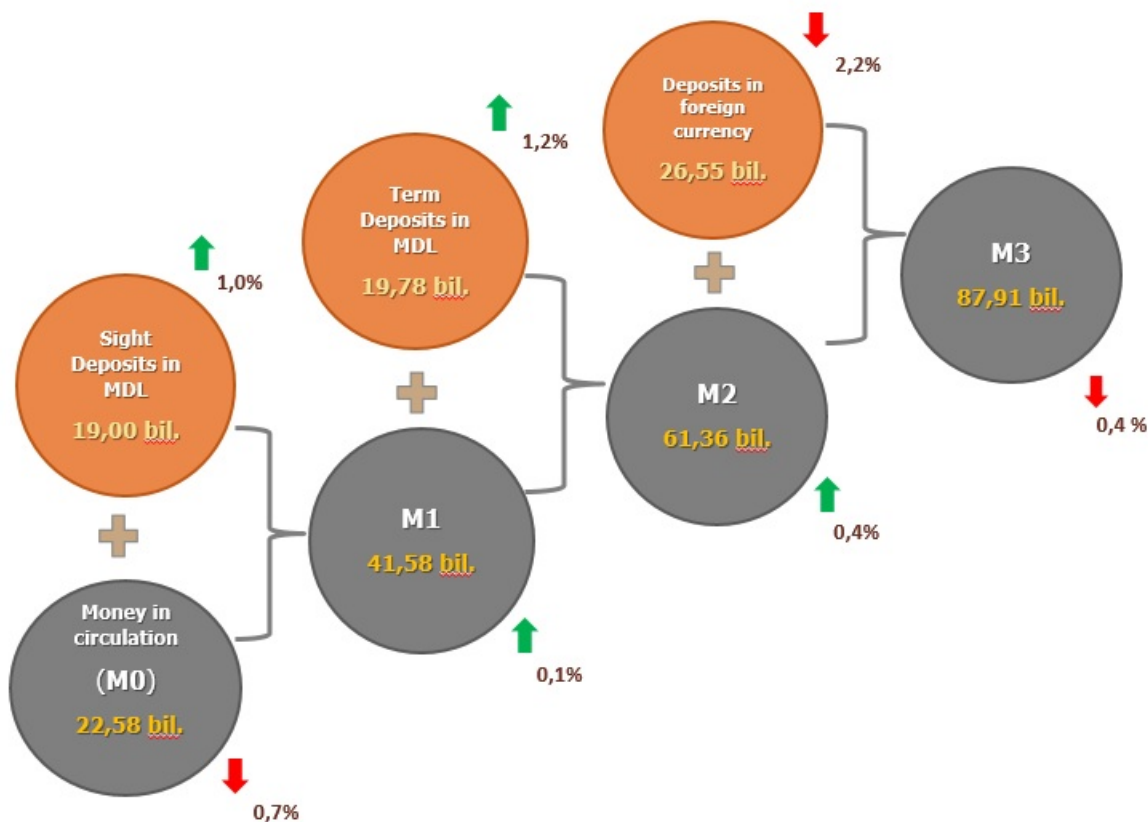 2,2%
Deposits in
foreign
currency
26,55 bil.
1,2%
Term
Deposits in
MDL
19,78 bil.
M3
87,91 bil.
1,0%
Sight
Deposits in
MDL
19,00 bil.
M2
61,36 bil.
0,4 %
M1
41,58 bil.
0,4%
Money in
circulation
(M0)
22,58 bil.
0,1%
0,7%